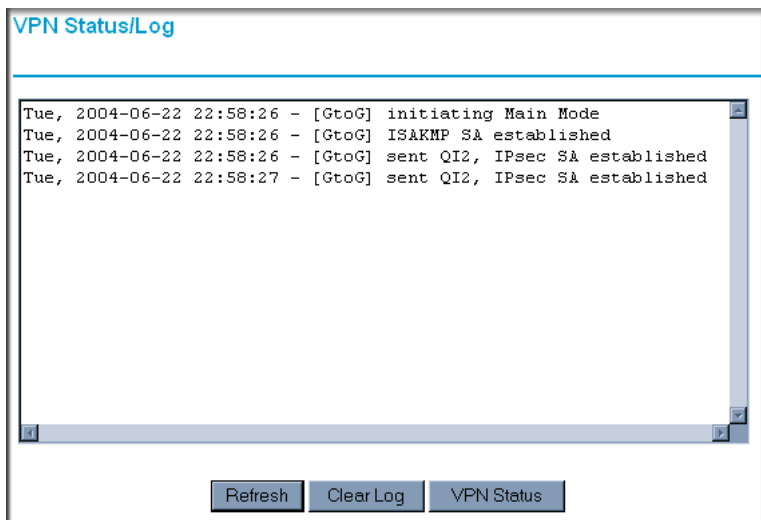 VPN Status/Log
Tue, 2004-06-22 22:58:26 - [GtoG] initiating Main Mode
Tue, 2004-06-22 22:58:26 - [GtoG] ISAKMP SA established
Tue, 2004-06-22 22:58:26 - [GtoG] sent QI2, IPsec SA established
Tue, 2004-06-22 22:58:27 - [GtoG] sent QI2, IPsec SA established
Refresh Clear Log VPN Status